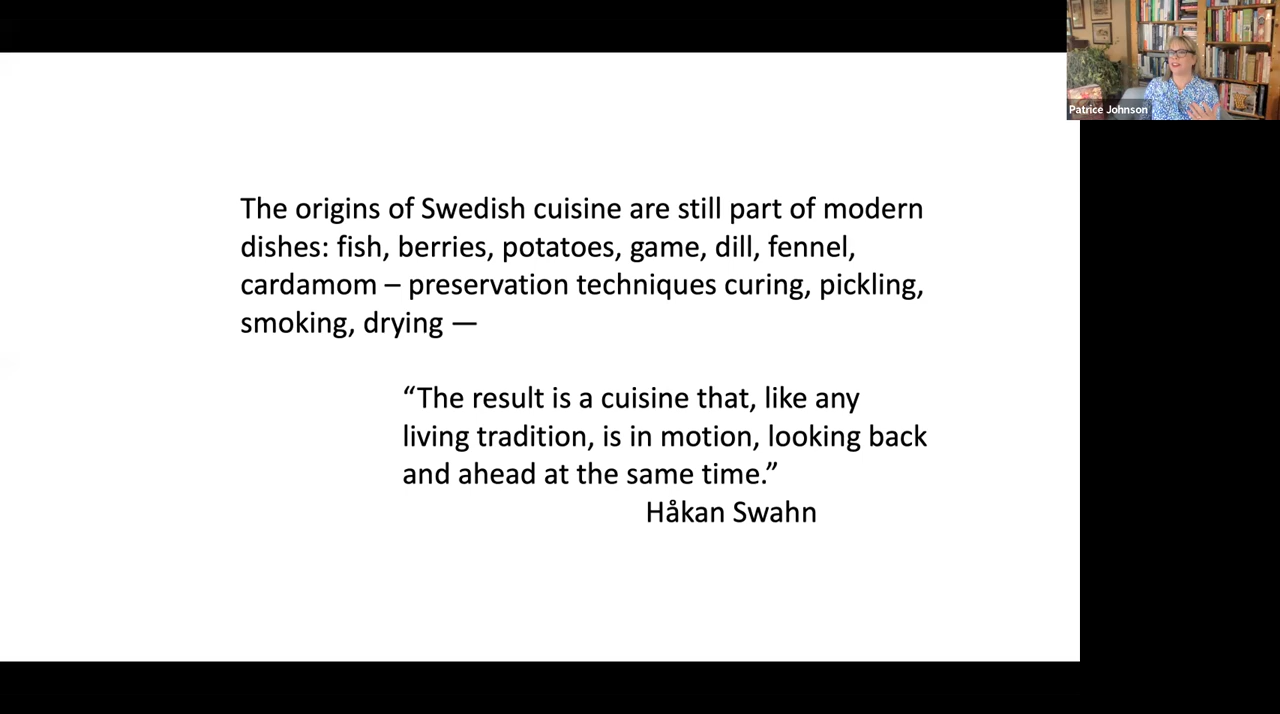 Patrice Johnson
The origins of Swedish cuisine are still part of modern
dishes: fish, berries, potatoes, game, dill, fennel,
cardamom – preservation techniques curing, pickling,
smoking, drying —
“The result is a cuisine that, like any
living tradition, is in motion, looking back
and ahead at the same time.”
Håkan Swahn